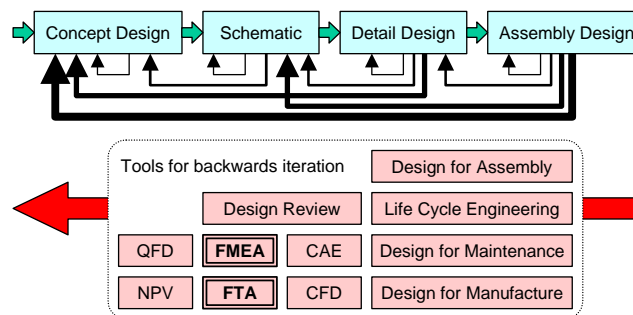 Concept Design Schematic Detail Design Assembly Design
Tools for backwards iteration Design for Assembly
Design Review Life Cycle Engineering
QFD FMEA CAE Design for Maintenance
NPV FTA CFD Design for Manufacture